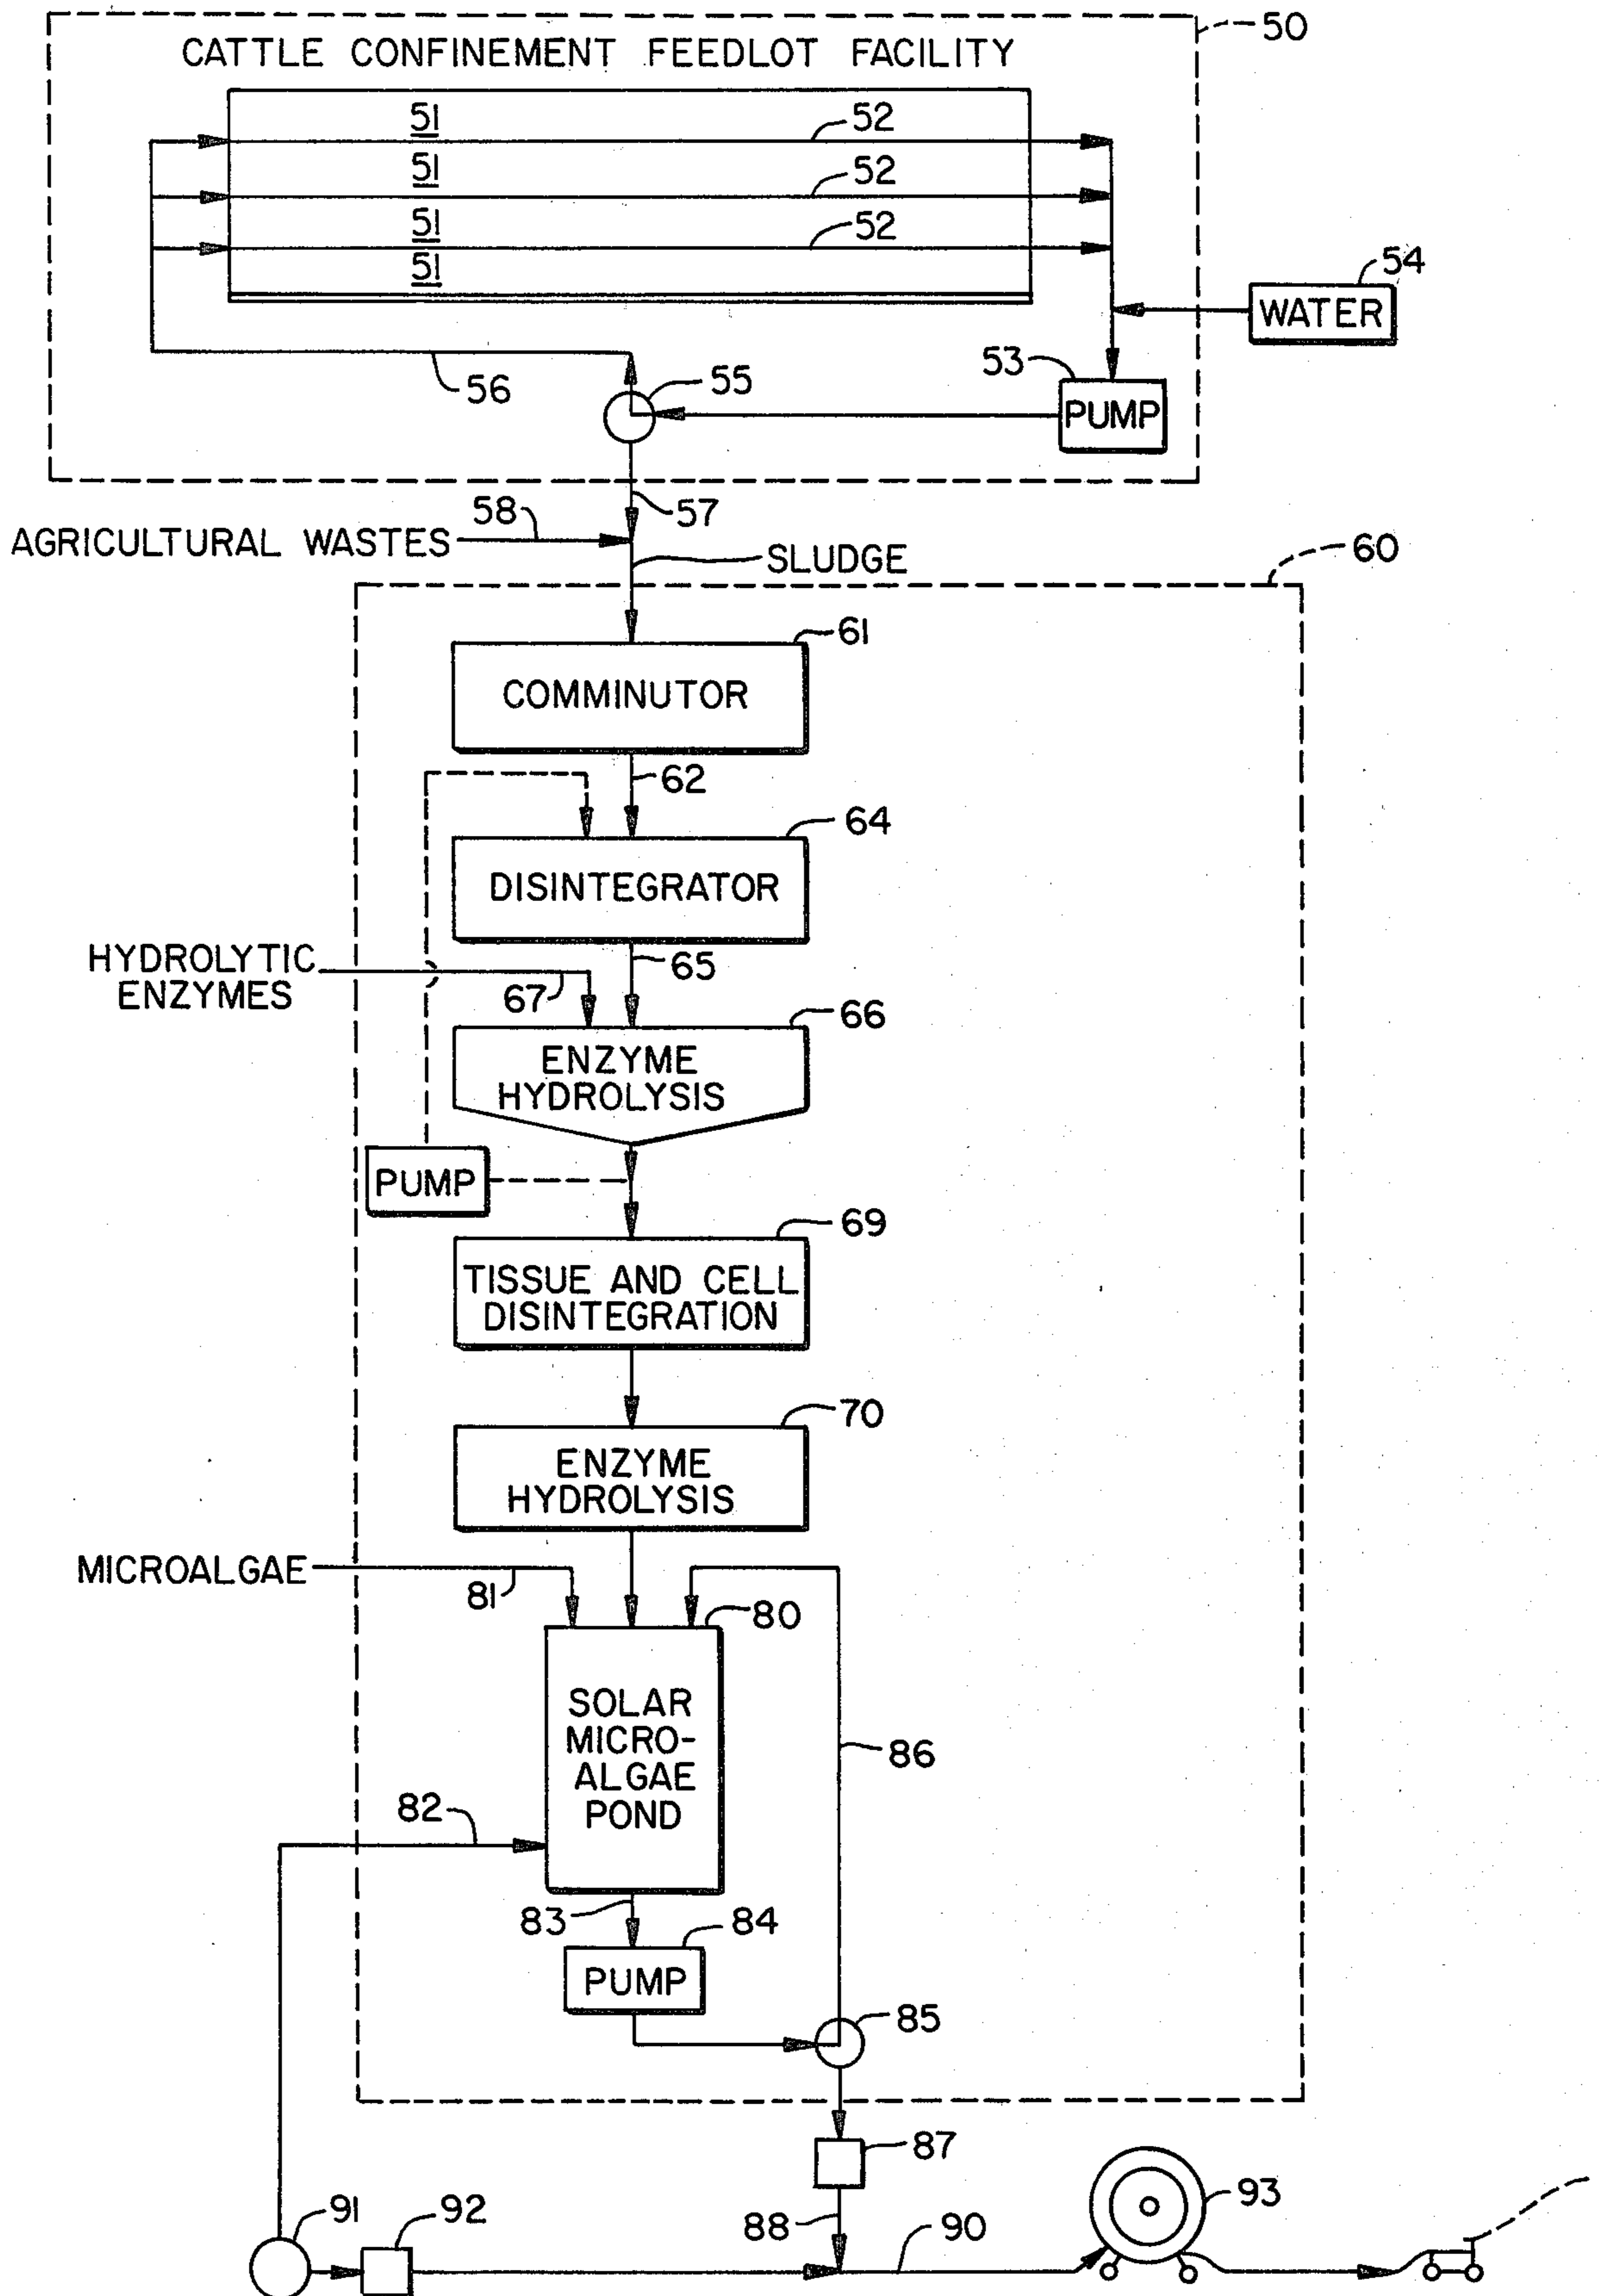 50
CATTLE CONFINEMENT FEEDLOT FACILITY
51 52
51 52
51 52
51
54
WATER
53
56 55
PUMP
58 57
AGRICULTURAL WASTES
SLUDGE 60
61
COMMINUTOR
62
64
DISINTEGRATOR
HYDROLYTIC
ENZYMES
65
67
66
ENZYME
HYDROLYSIS
PUMP
69
TISSUE AND CELL
DISINTEGRATION
70
ENZYME
HYDROLYSIS
MICROALGAE
81
80
SOLAR
MICRO-
ALGAE
POND
86
82
83 84
PUMP
85
87
93
91 92
88 90